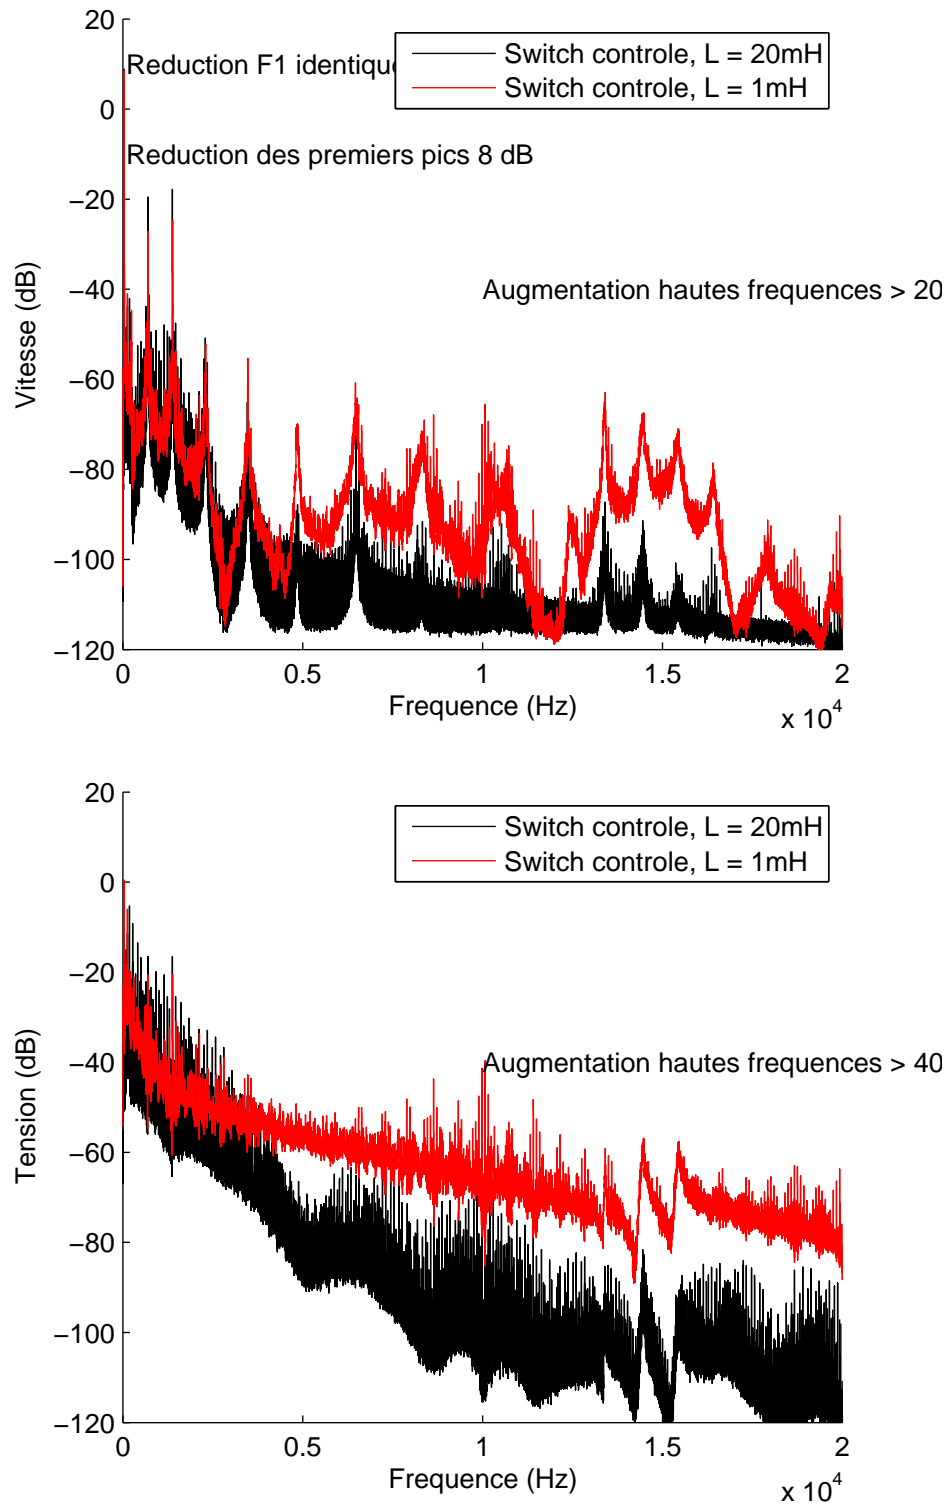 20
0
−20
−40
−60
−80
−100
−120
Vitesse (dB)
Reduction F1 identique
Switch controle, L = 20mH
Switch controle, L = 1mH
Reduction des premiers pics 8 dB
Augmentation hautes frequences > 20
0
0.5
1
1.5
2
Frequence (Hz)
x 10^4
20
0
−20
−40
−60
−80
−100
−120
Tension (dB)
Switch controle, L = 20mH
Switch controle, L = 1mH
Augmentation hautes frequences > 40
0
0.5
1
1.5
2
Frequence (Hz)
x 10^4